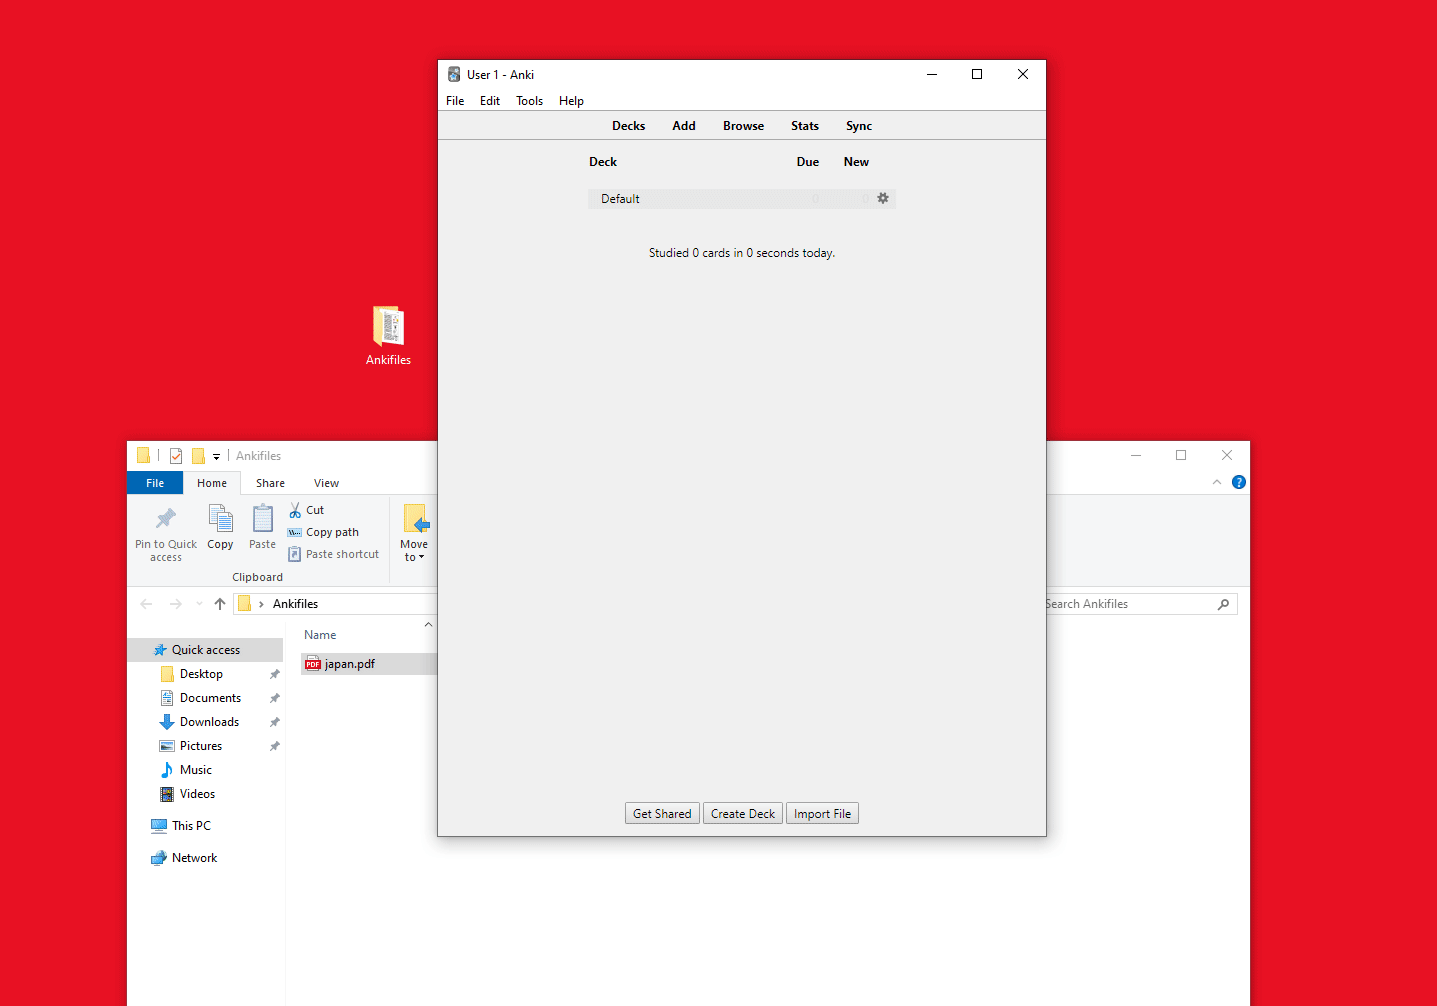 User 1 - Anki
File Edit Tools Help
Decks Add Browse Stats Sync
Deck Due New
Default 0 0
Studied 0 cards in 0 seconds today.
Get Shared Create Deck Import File
Ankifiles
Ankifiles
File Home Share View
Pin to Quick access
Copy
Paste
Cut
Copy path
Paste shortcut
Move to
Clipboard
Ankifiles
Search Ankifiles
Name
japan.pdf
Quick access
Desktop
Documents
Downloads
Pictures
Music
Videos
This PC
Network